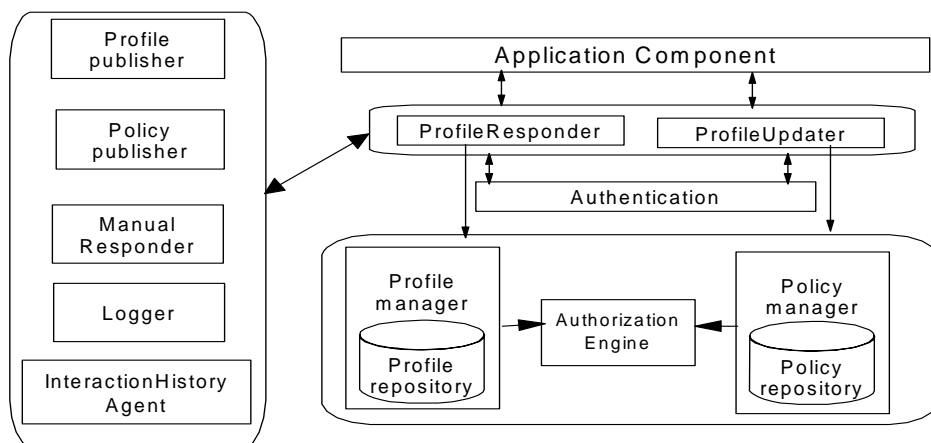 Profile
publisher
Policy
publisher
Manual
Responder
Logger
InteractionHistory
Agent
Application Component
ProfileResponder
ProfileUpdater
Authentication
Profile
manager
Profile
repository
Authorization
Engine
Policy
manager
Policy
repository